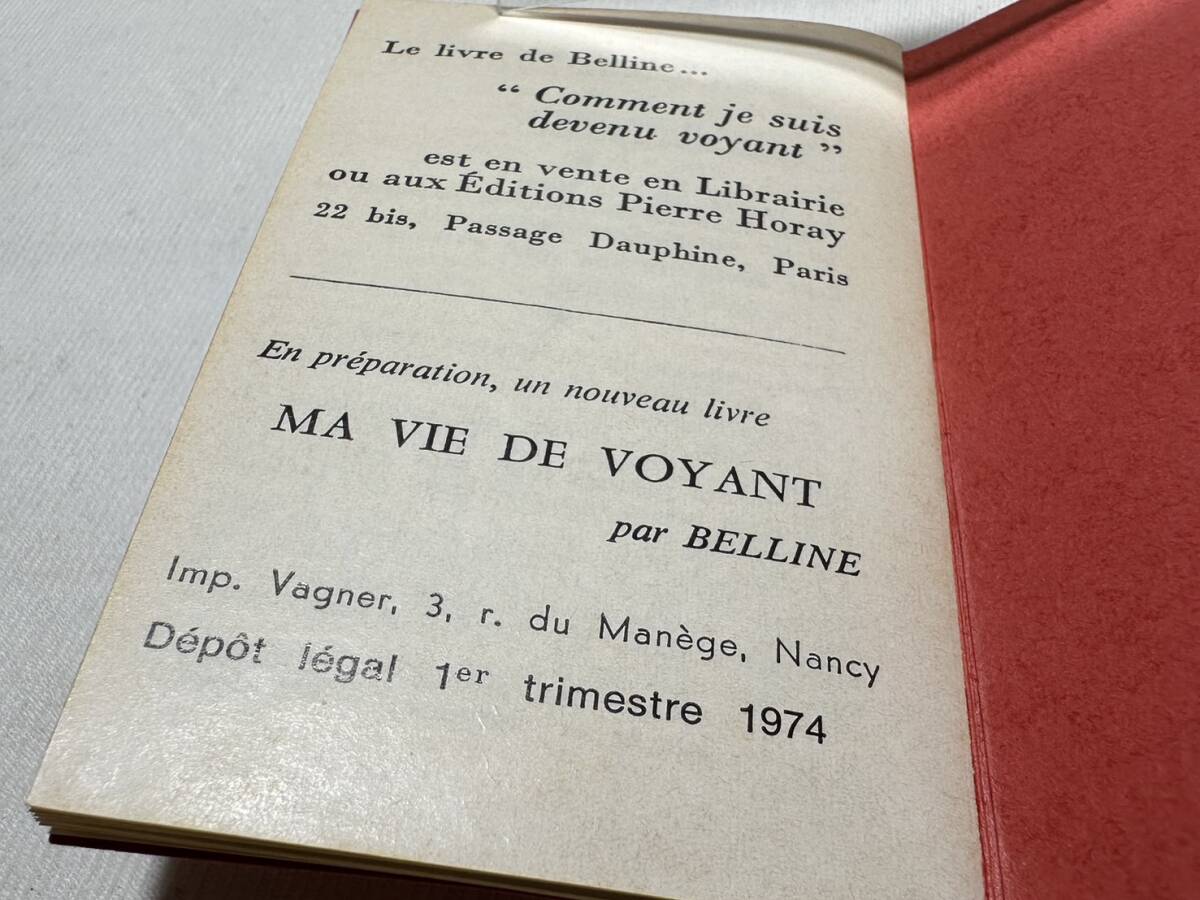 Le livre de Belline...
“ Comment je suis
devenu voyant ”
est en vente en Librairie
ou aux Éditions Pierre Horay
22 bis, Passage Dauphine, Paris
En préparation, un nouveau livre
MA VIE DE VOYANT
par BELLINE
Imp. Vagner, 3, r. du Manège, Nancy
Dépôt légal 1er trimestre 1974